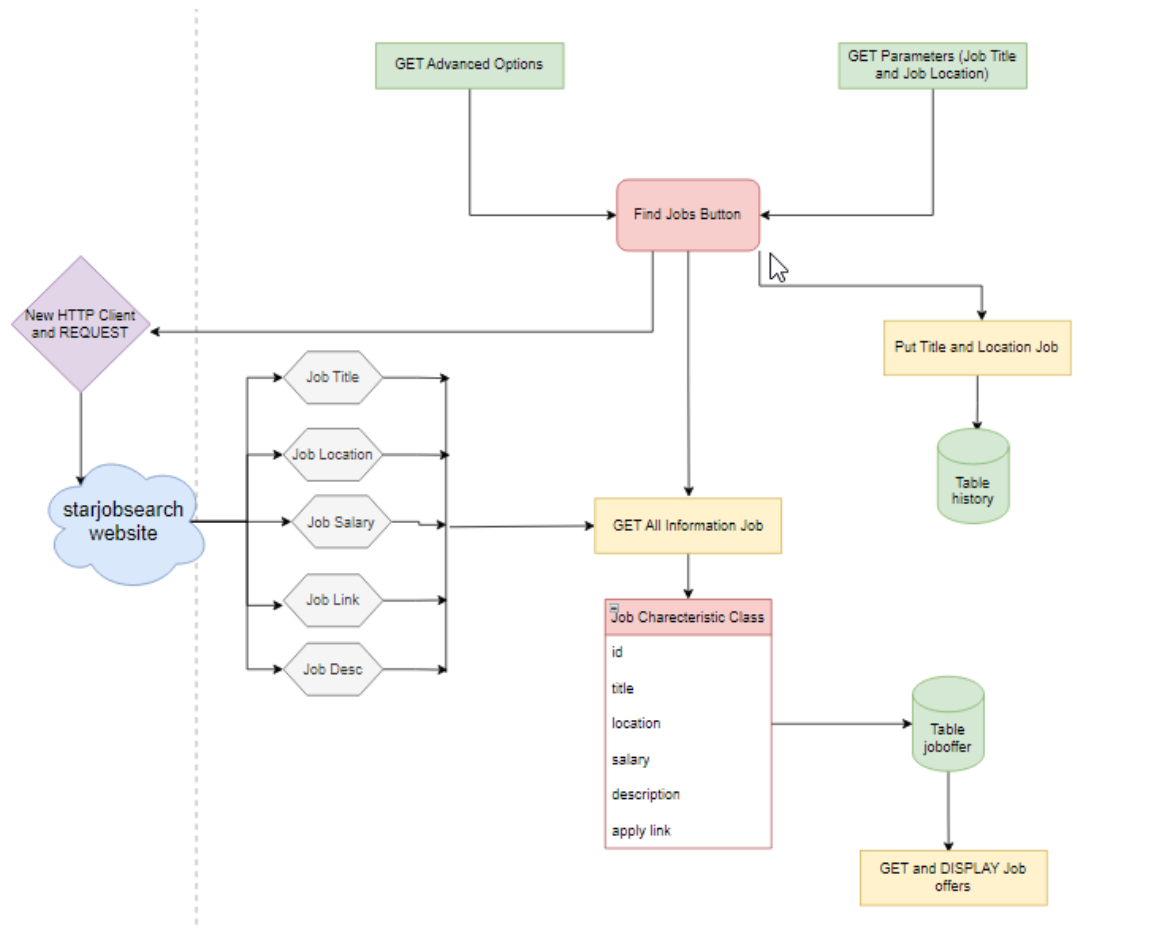 GET Advanced Options
GET Parameters (Job Title
and Job Location)
Find Jobs Button
New HTTP Client
and REQUEST
Put Title and Location Job
Job Title
Job Location
Table
history
starjobsearch
website
Job Salary
GET All Information Job
Job Link
Job Desc
Job Charecteristic Class
id
title
location
salary
description
apply link
Table
joboffer
GET and DISPLAY Job
offers